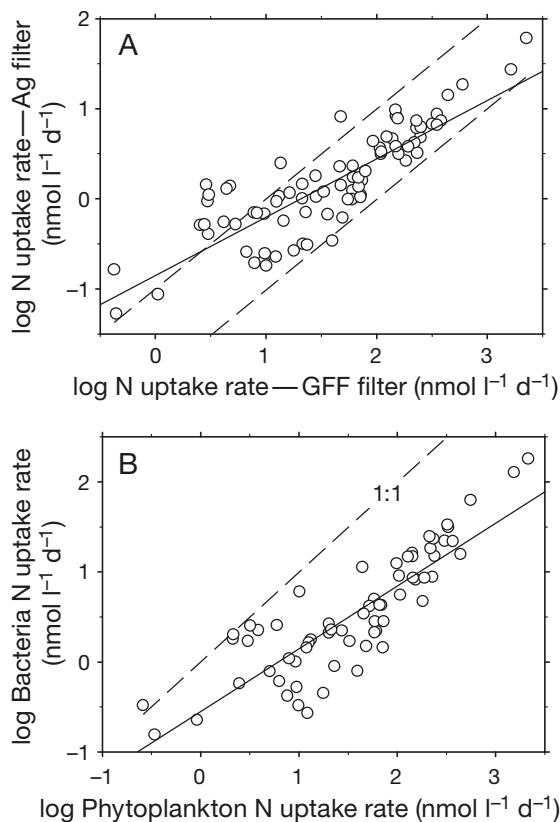 A
log N uptake rate—Ag filter
(nmol l⁻¹ d⁻¹)
2
1
0
−1
0
1
2
3
log N uptake rate—GFF filter (nmol l⁻¹ d⁻¹)
B
1:1
log Bacteria N uptake rate
(nmol l⁻¹ d⁻¹)
2
1
0
−1
−1
0
1
2
3
log Phytoplankton N uptake rate (nmol l⁻¹ d⁻¹)